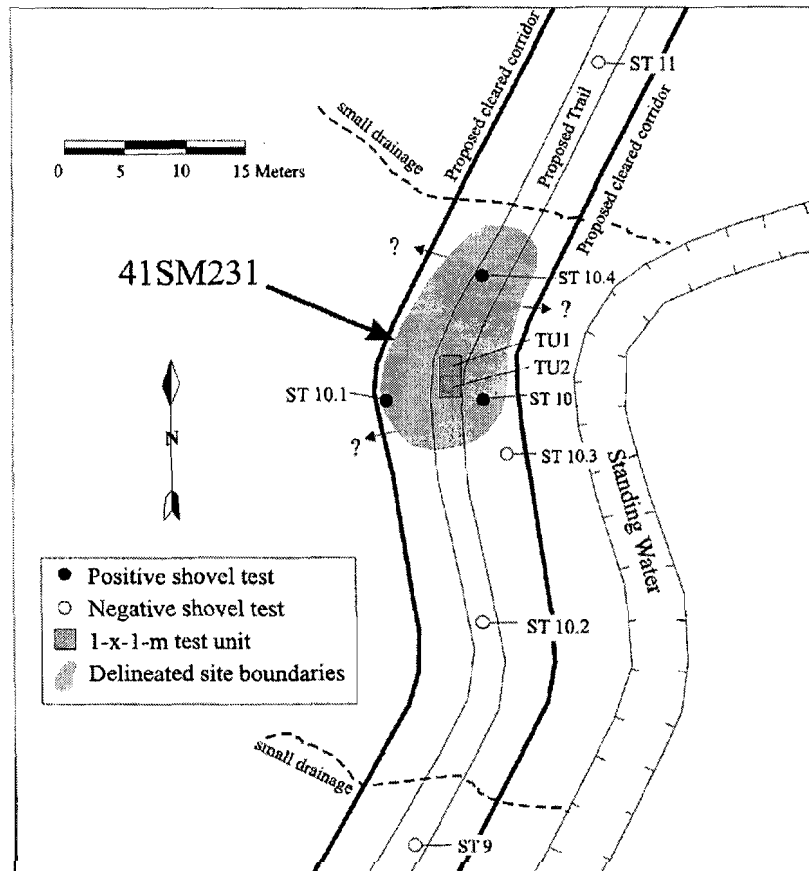 Proposed cleared corridor
Proposed Trail
Proposed cleared corridor
ST 11
small drainage
0 5 10 15 Meters
?
41SM231
ST 10.4
?
TU1
TU2
ST 10.1
ST 10
?
N
ST 10.3
Standing Water
Positive shovel test
Negative shovel test
1-x-1-m test unit
Delineated site boundaries
ST 10.2
small drainage
ST 9